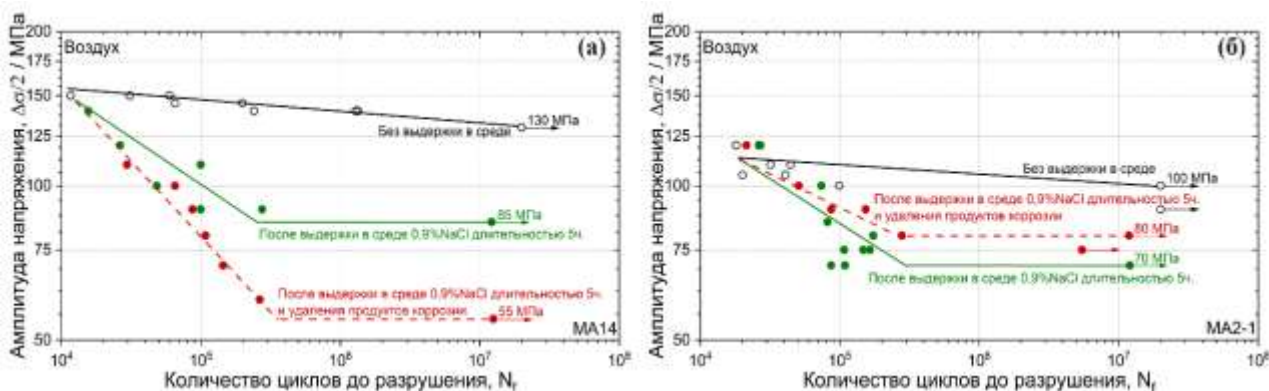 Амплитуда напряжения, Δσ/2 / МПа
200
175
150
125
100
75
50
Воздух
(а)
130 МПа
Без выдержки в среде
85 МПа
После выдержки в среде 0,9%NaCl длительностью 5ч.
После выдержки в среде 0,9%NaCl длительностью 5ч.
и удаления продуктов коррозии
55 МПа
МА14
10⁴
10⁵
10⁶
10⁷
10⁸
Количество циклов до разрушения, Nf
Амплитуда напряжения, Δσ/2 / МПа
200
175
150
125
100
75
50
Воздух
(б)
Без выдержки в среде
100 МПа
После выдержки в среде 0,9%NaCl длительностью 5ч.
и удаления продуктов коррозии
80 МПа
70 МПа
После выдержки в среде 0,9%NaCl длительностью 5ч.
МА2-1
10⁴
10⁵
10⁶
10⁷
10⁸
Количество циклов до разрушения, Nf